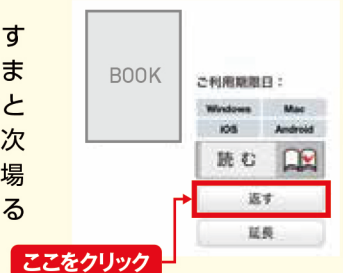 す
ま
と
次
場
る
BOOK
ご利用期限日：
Windows Mac
iOS Android
読む
返す
延長
ここをクリック